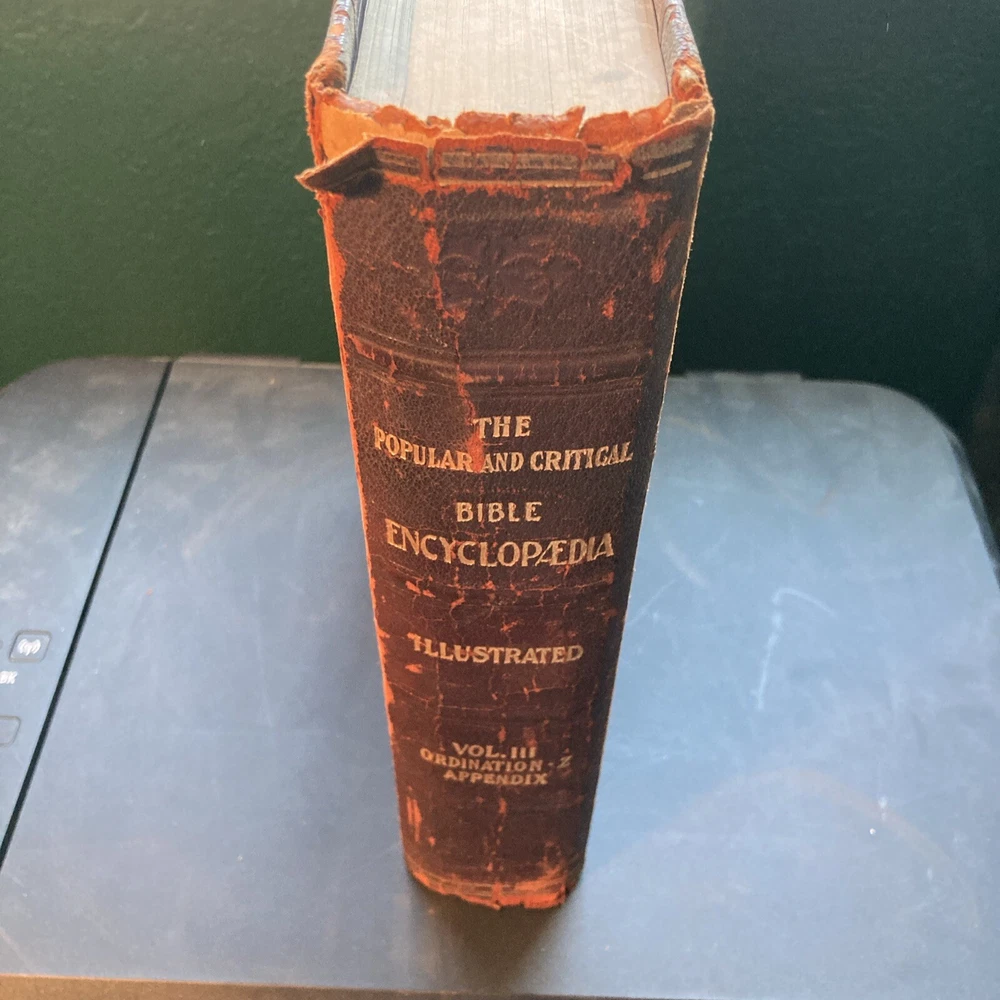 THE
POPULAR AND CRITICAL
BIBLE
ENCYCLOPÆDIA
ILLUSTRATED
VOL. III
ORDINATION - Z
APPENDIX